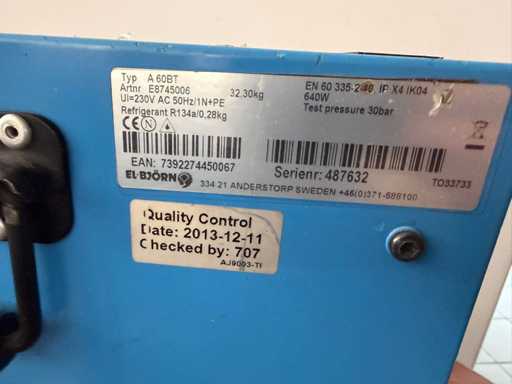 Typ A 60BT
Artnr E8745006 32.30kg
Ui=230V AC 50Hz/1N+PE
Refrigerant R134a/0,28kg
EN 60 335-2-40 IP X4 IK04
640W
Test pressure 30bar
EAN: 7392274450067
Serienr: 487632
TO33733
EL-BJÖRN
334 21 ANDERSTORP SWEDEN +46(0)371-588100
Quality Control
Date: 2013-12-11
Checked by: 707
AJ9003-TI